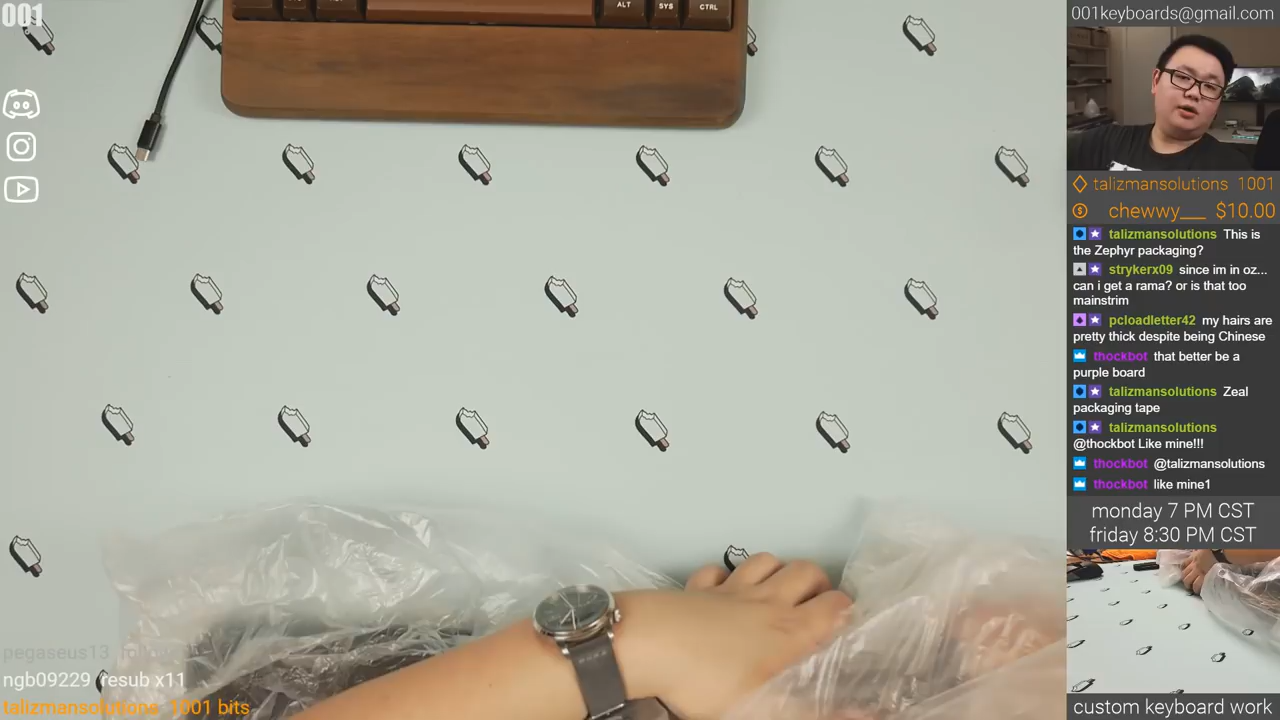 001
ALT
SYS
CTRL
001keyboards@gmail.com
talizmansolutions 1001
chewwy___ $10.00
talizmansolutions This is
the Zephyr packaging?
strykerx09 since im in oz...
can i get a rama? or is that too
mainstrim
pcloadletter42 my hairs are
pretty thick despite being Chinese
thockbot that better be a
purple board
talizmansolutions Zeal
packaging tape
talizmansolutions
@thockbot Like mine!!!
thockbot @talizmansolutions
thockbot like mine1
monday 7 PM CST
friday 8:30 PM CST
custom keyboard work
pegaseus13 follow
ngb09229 resub x11
talizmansolutions 1001 bits